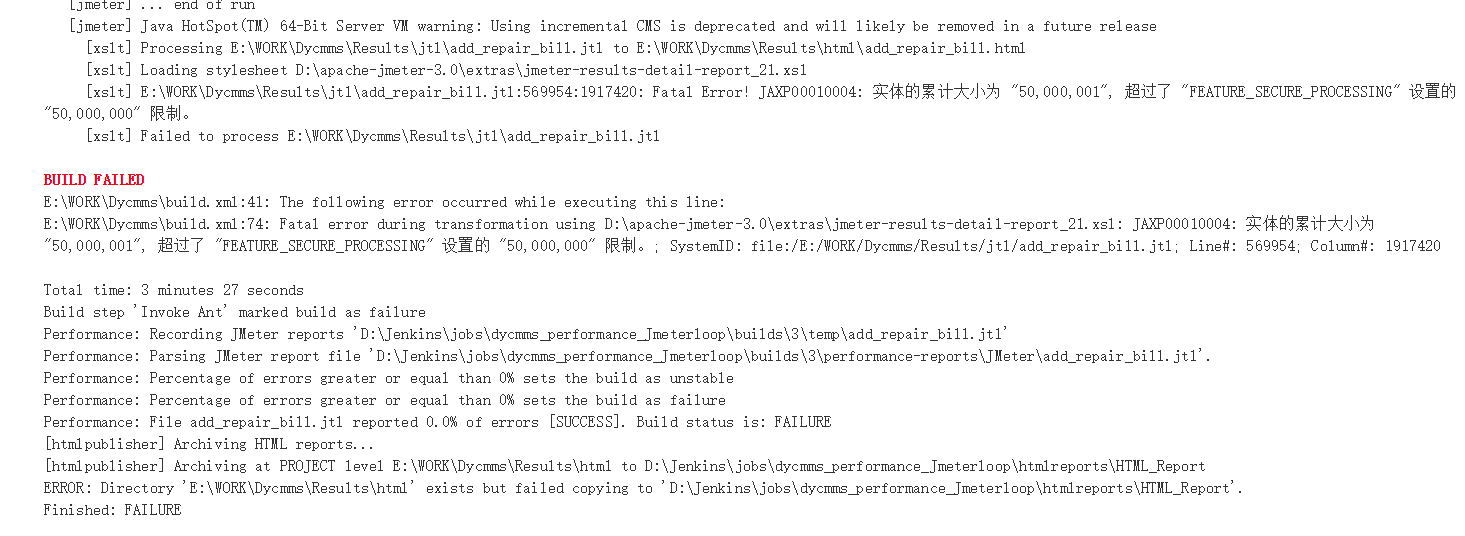 [jmeter] ... end of run
[jmeter] Java HotSpot(TM) 64-Bit Server VM warning: Using incremental CMS is deprecated and will likely be removed in a future release
[xslt] Processing E:\WORK\Dycmms\Results\jtl\add_repair_bill.jtl to E:\WORK\Dycmms\Results\html\add_repair_bill.html
[xslt] Loading stylesheet D:\apache-jmeter-3.0\extras\jmeter-results-detail-report_21.xsl
[xslt] E:\WORK\Dycmms\Results\jtl\add_repair_bill.jtl:569954:1917420: Fatal Error! JAXP00010004: 实体的累计大小为 "50,000,001", 超过了 "FEATURE_SECURE_PROCESSING" 设置的
"50,000,000" 限制。
[xslt] Failed to process E:\WORK\Dycmms\Results\jtl\add_repair_bill.jtl
BUILD FAILED
E:\WORK\Dycmms\build.xml:41: The following error occurred while executing this line:
E:\WORK\Dycmms\build.xml:74: Fatal error during transformation using D:\apache-jmeter-3.0\extras\jmeter-results-detail-report_21.xsl: JAXP00010004: 实体的累计大小为
"50,000,001", 超过了 "FEATURE_SECURE_PROCESSING" 设置的 "50,000,000" 限制。; SystemID: file:/E:/WORK/Dycmms/Results/jtl/add_repair_bill.jtl; Line#: 569954; Column#: 1917420
Total time: 3 minutes 27 seconds
Build step 'Invoke Ant' marked build as failure
Performance: Recording JMeter reports 'D:\Jenkins\jobs\dycmms_performance_Jmeterloop\builds\3\temp\add_repair_bill.jtl'
Performance: Parsing JMeter report file 'D:\Jenkins\jobs\dycmms_performance_Jmeterloop\builds\3\performance-reports\JMeter\add_repair_bill.jtl'.
Performance: Percentage of errors greater or equal than 0% sets the build as unstable
Performance: Percentage of errors greater or equal than 0% sets the build as failure
Performance: File add_repair_bill.jtl reported 0.0% of errors [SUCCESS]. Build status is: FAILURE
[htmlpublisher] Archiving HTML reports...
[htmlpublisher] Archiving at PROJECT level E:\WORK\Dycmms\Results\html to D:\Jenkins\jobs\dycmms_performance_Jmeterloop\htmlreports\HTML_Report
ERROR: Directory 'E:\WORK\Dycmms\Results\html' exists but failed copying to 'D:\Jenkins\jobs\dycmms_performance_Jmeterloop\htmlreports\HTML_Report'.
Finished: FAILURE